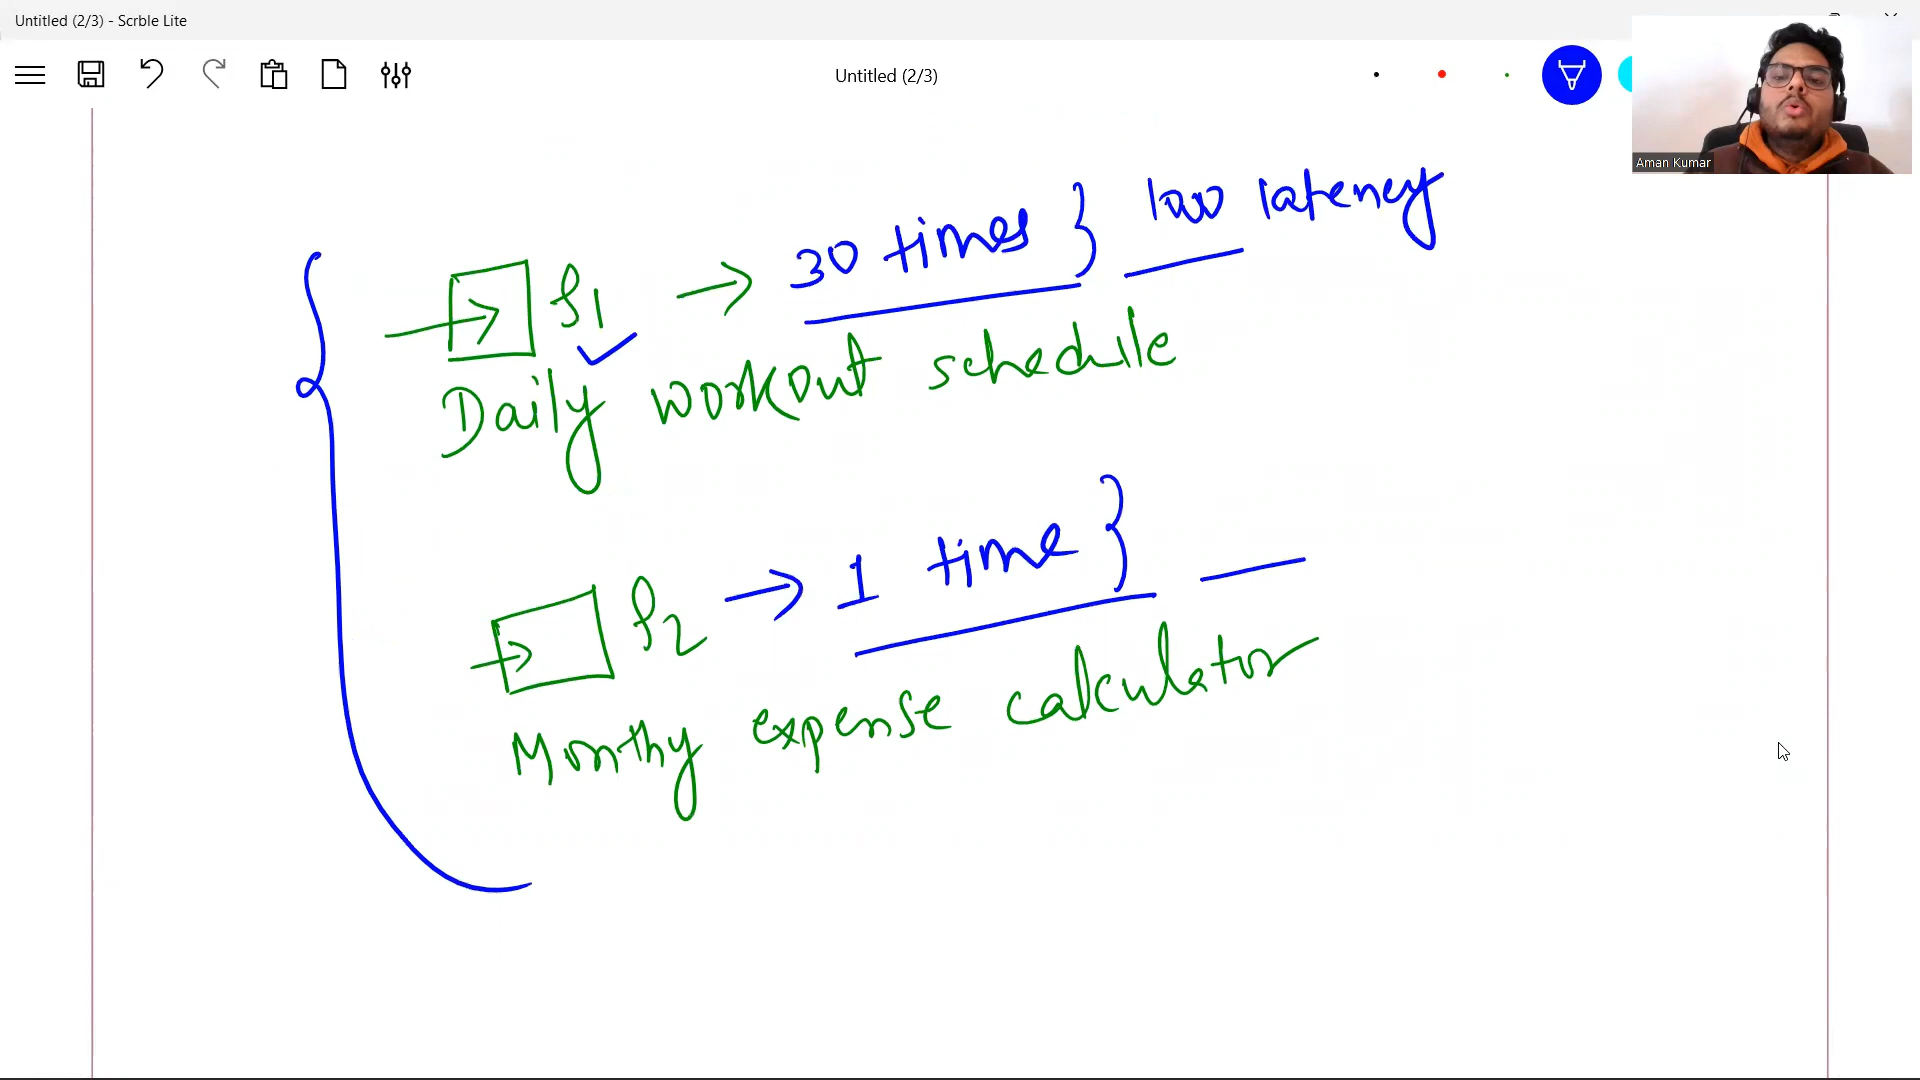 Untitled (2/3) - Scrble Lite
Untitled (2/3)
Aman Kumar
f1 → 30 times } low latency
Daily workout schedule
f2 → 1 time }
Monthy expense calculator